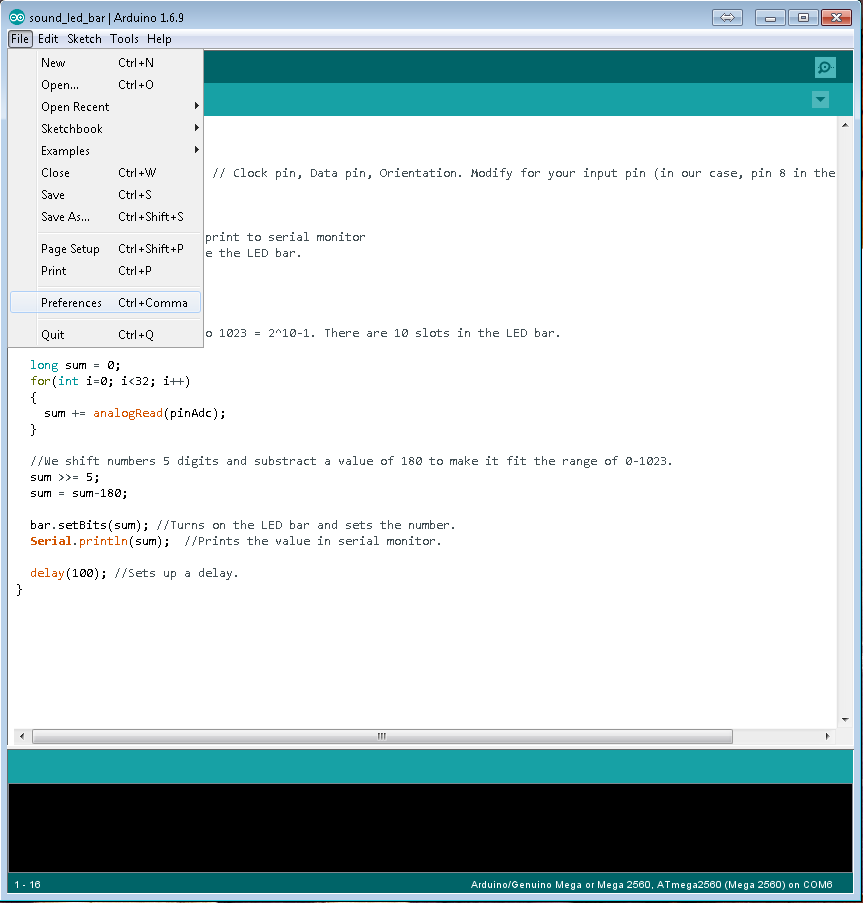 sound_led_bar | Arduino 1.6.9
File Edit Sketch Tools Help
New Ctrl+N
Open... Ctrl+O
Open Recent
Sketchbook
Examples
Close Ctrl+W
Save Ctrl+S
Save As... Ctrl+Shift+S
Page Setup Ctrl+Shift+P
Print Ctrl+P
Preferences Ctrl+Comma
Quit Ctrl+Q
// Clock pin, Data pin, Orientation. Modify for your input pin (in our case, pin 8 in the
print to serial monitor
e the LED bar.
o 1023 = 2^10-1. There are 10 slots in the LED bar.
long sum = 0;
for(int i=0; i<32; i++)
{
sum += analogRead(pinAdc);
}
//We shift numbers 5 digits and substract a value of 180 to make it fit the range of 0-1023.
sum >>= 5;
sum = sum-180;
bar.setBits(sum); //Turns on the LED bar and sets the number.
Serial.println(sum); //Prints the value in serial monitor.
delay(100); //Sets up a delay.
}
1 - 16
Arduino/Genuino Mega or Mega 2560, ATmega2560 (Mega 2560) on COM6